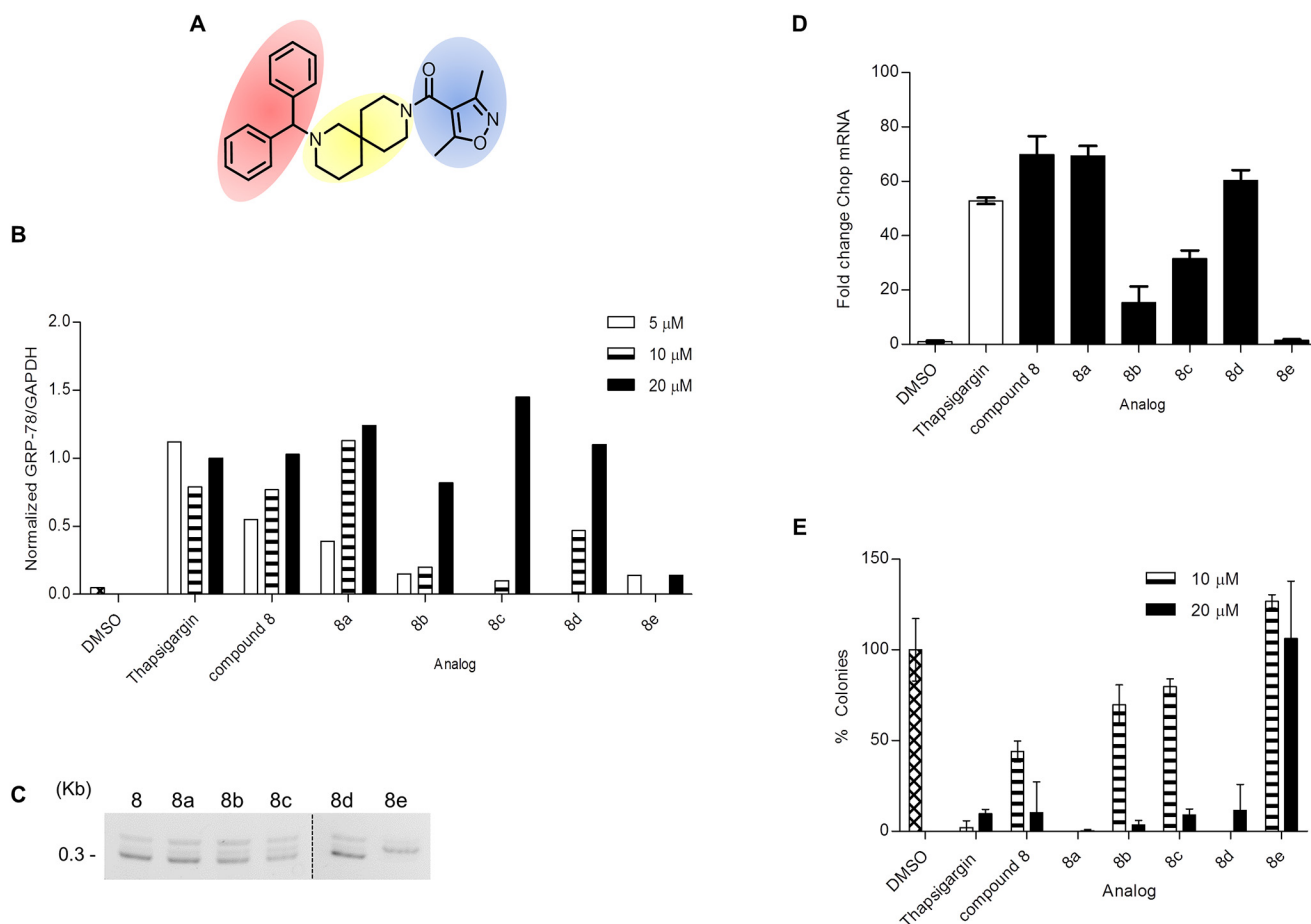 A
O
N
N
N
O
B
Normalized GRP-78/GAPDH
2.0
1.5
1.0
0.5
0.0
5 μM
10 μM
20 μM
DMSO
Thapsigargin
compound 8
8a
8b
8c
8d
8e
Analog
C
(Kb)
8 8a 8b 8c 8d 8e
0.3 -
D
Fold change Chop mRNA
100
80
60
40
20
0
DMSO
Thapsigargin
compound 8
8a
8b
8c
8d
8e
Analog
E
% Colonies
150
100
50
0
10 μM
20 μM
DMSO
Thapsigargin
compound 8
8a
8b
8c
8d
8e
Analog